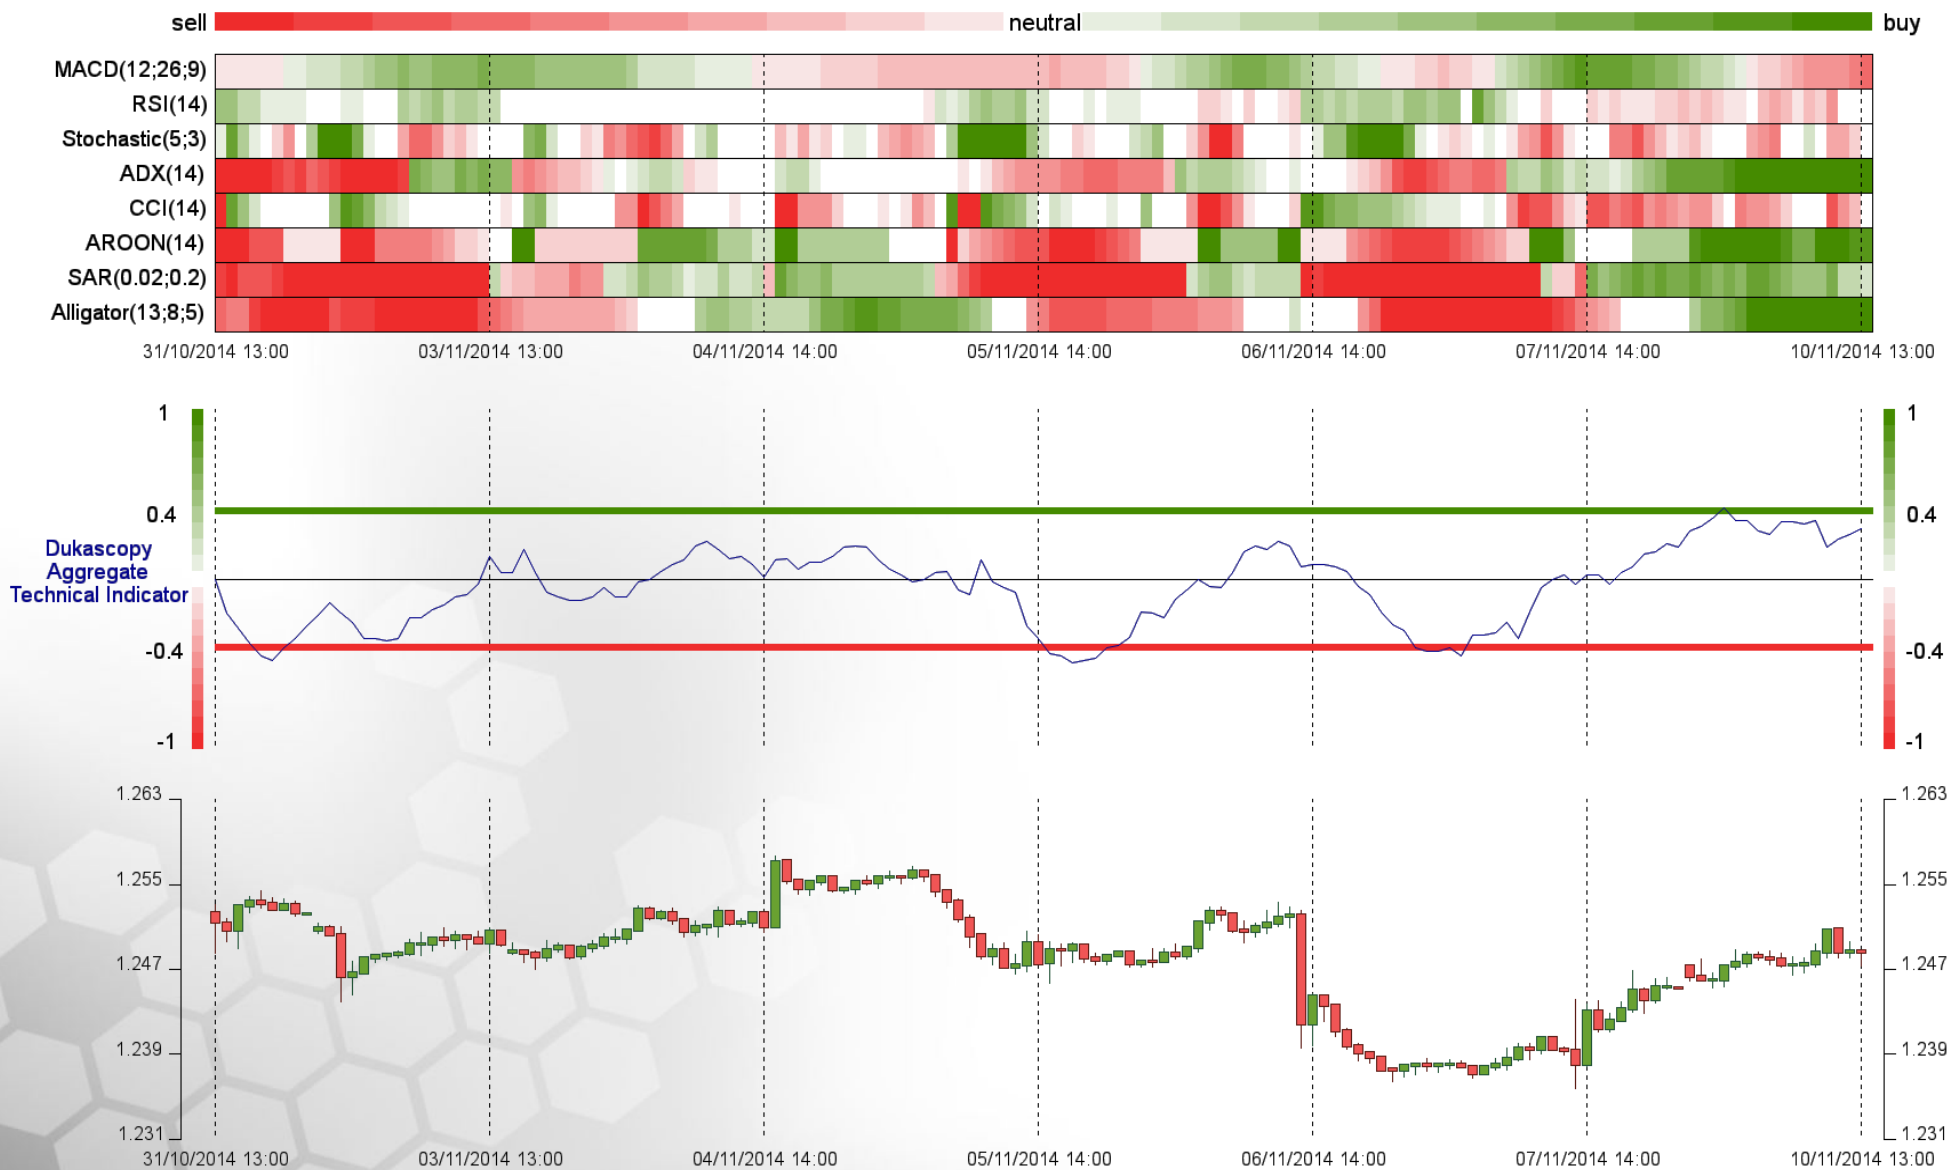 sell neutral buy
MACD(12;26;9)
RSI(14)
Stochastic(5;3)
ADX(14)
CCI(14)
AROON(14)
SAR(0.02;0.2)
Alligator(13;8;5)
31/10/2014 13:00 03/11/2014 13:00 04/11/2014 14:00 05/11/2014 14:00 06/11/2014 14:00 07/11/2014 14:00 10/11/2014 13:00
1 1
0.4 0.4
Dukascopy
Aggregate
Technical Indicator
-0.4 -0.4
-1 -1
1.263 1.263
1.255 1.255
1.247 1.247
1.239 1.239
1.231 1.231
31/10/2014 13:00 03/11/2014 13:00 04/11/2014 14:00 05/11/2014 14:00 06/11/2014 14:00 07/11/2014 14:00 10/11/2014 13:00